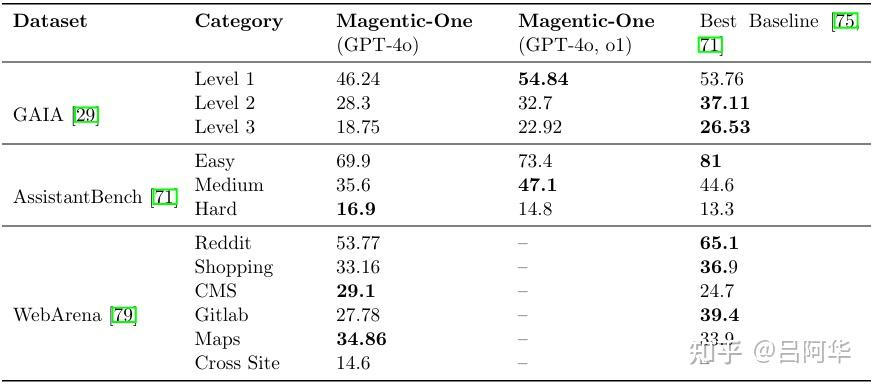 Dataset Category Magentic-One Magentic-One Best Baseline [75,
(GPT-4o) (GPT-4o, o1) 71]
Level 1 46.24 54.84 53.76
GAIA [29] Level 2 28.3 32.7 37.11
Level 3 18.75 22.92 26.53
Easy 69.9 73.4 81
AssistantBench [71] Medium 35.6 47.1 44.6
Hard 16.9 14.8 13.3
Reddit 53.77 – 65.1
Shopping 33.16 – 36.9
CMS 29.1 – 24.7
WebArena [79] Gitlab 27.78 – 39.4
Maps 34.86 – 33.9
Cross Site 14.6 –
知乎 @吕阿华